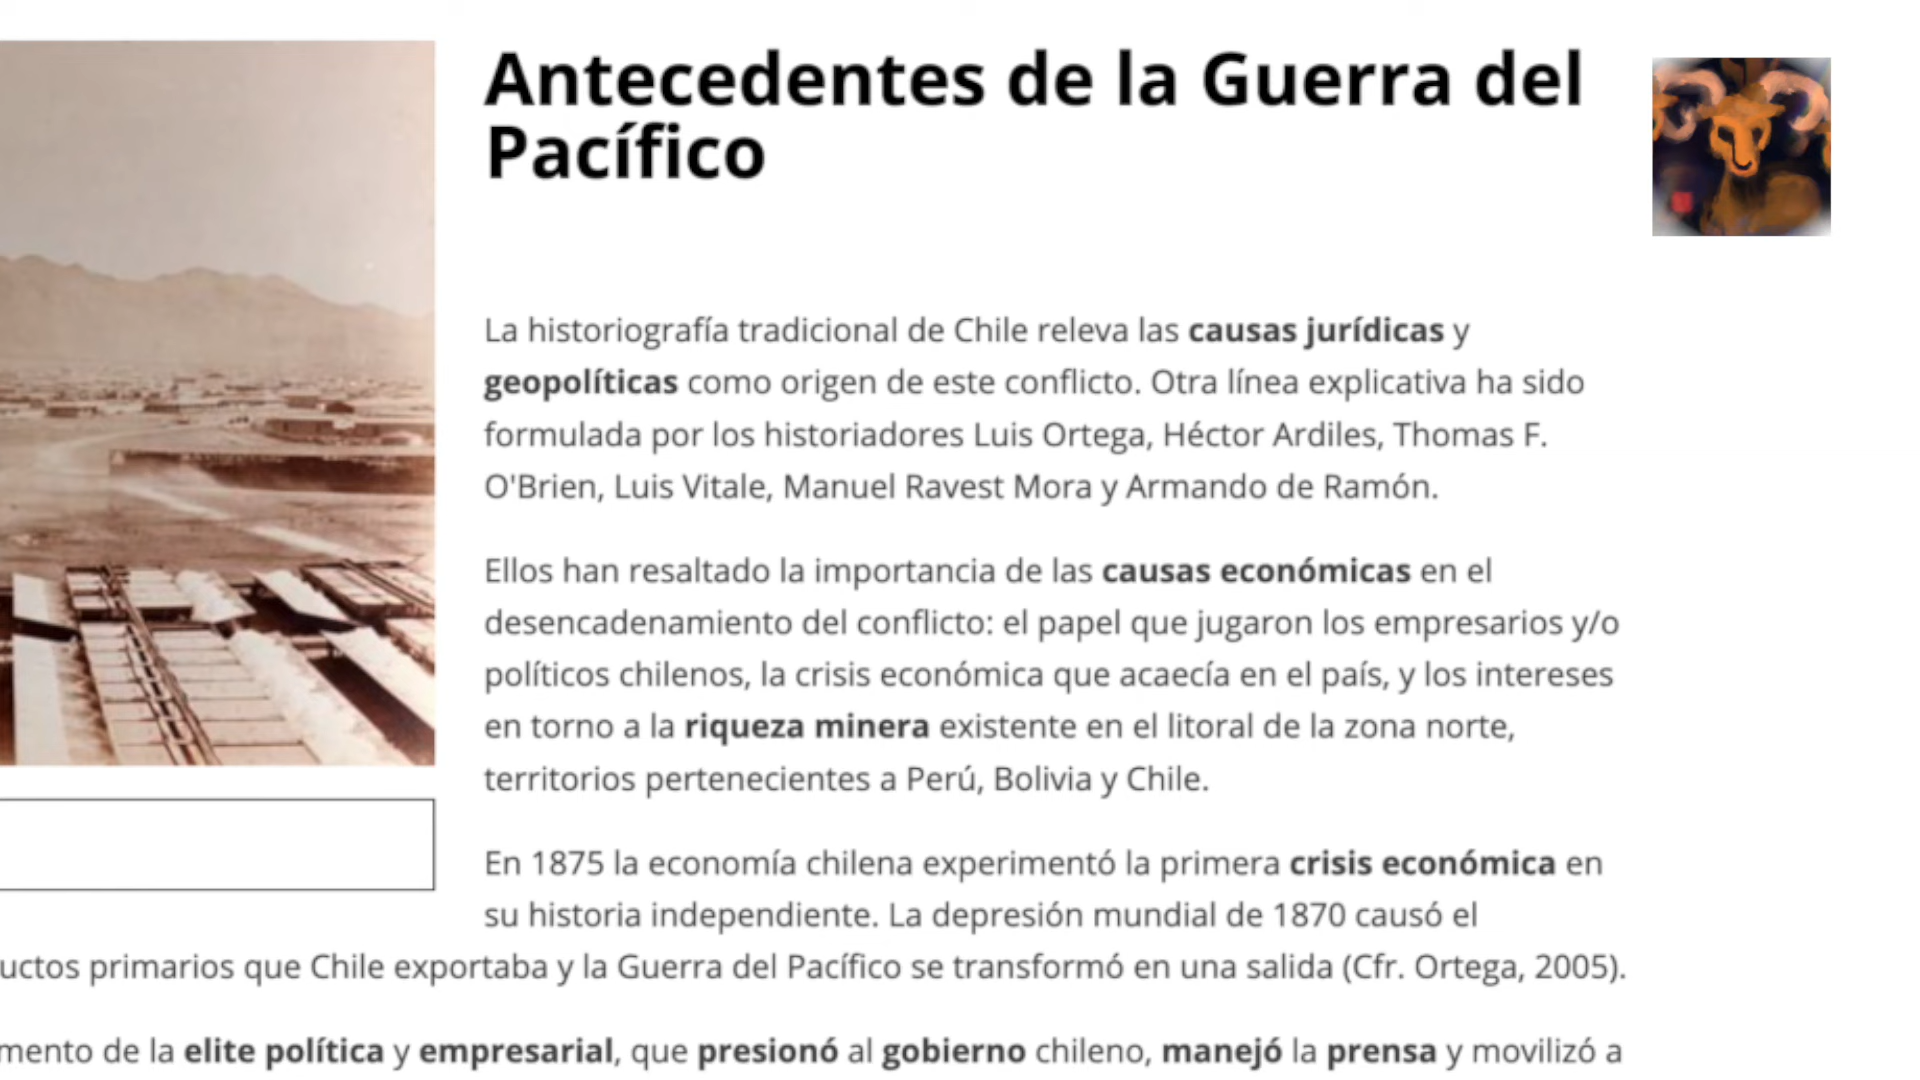 Antecedentes de la Guerra del
Pacífico
La historiografía tradicional de Chile releva las causas jurídicas y
geopolíticas como origen de este conflicto. Otra línea explicativa ha sido
formulada por los historiadores Luis Ortega, Héctor Ardiles, Thomas F.
O'Brien, Luis Vitale, Manuel Ravest Mora y Armando de Ramón.
Ellos han resaltado la importancia de las causas económicas en el
desencadenamiento del conflicto: el papel que jugaron los empresarios y/o
políticos chilenos, la crisis económica que acaecía en el país, y los intereses
en torno a la riqueza minera existente en el litoral de la zona norte,
territorios pertenecientes a Perú, Bolivia y Chile.
En 1875 la economía chilena experimentó la primera crisis económica en
su historia independiente. La depresión mundial de 1870 causó el
uctos primarios que Chile exportaba y la Guerra del Pacífico se transformó en una salida (Cfr. Ortega, 2005).
mento de la elite política y empresarial, que presionó al gobierno chileno, manejó la prensa y movilizó a